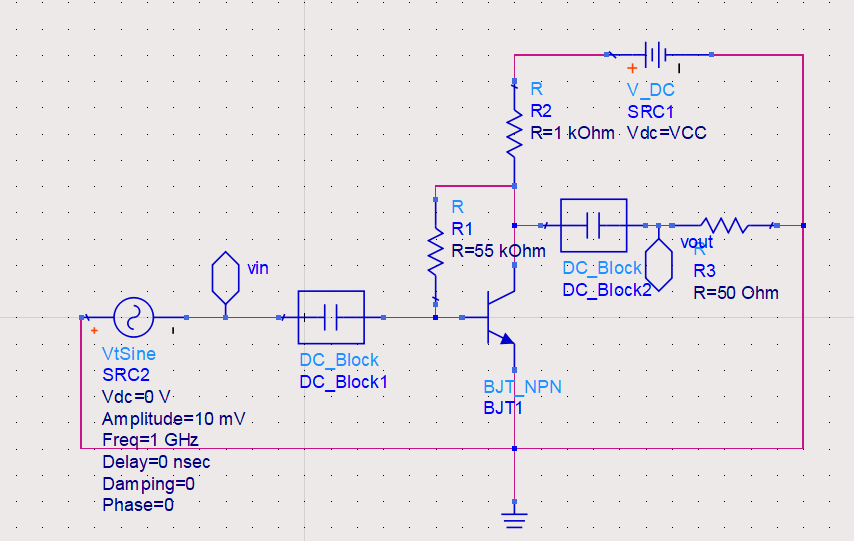 V_DC
SRC1
Vdc=VCC
R
R2
R=1 kOhm
R
R1
R=55 kOhm
vout
R
R3
R=50 Ohm
DC_Block
DC_Block2
vin
DC_Block
DC_Block1
VtSine
SRC2
Vdc=0 V
Amplitude=10 mV
Freq=1 GHz
Delay=0 nsec
Damping=0
Phase=0
BJT_NPN
BJT1